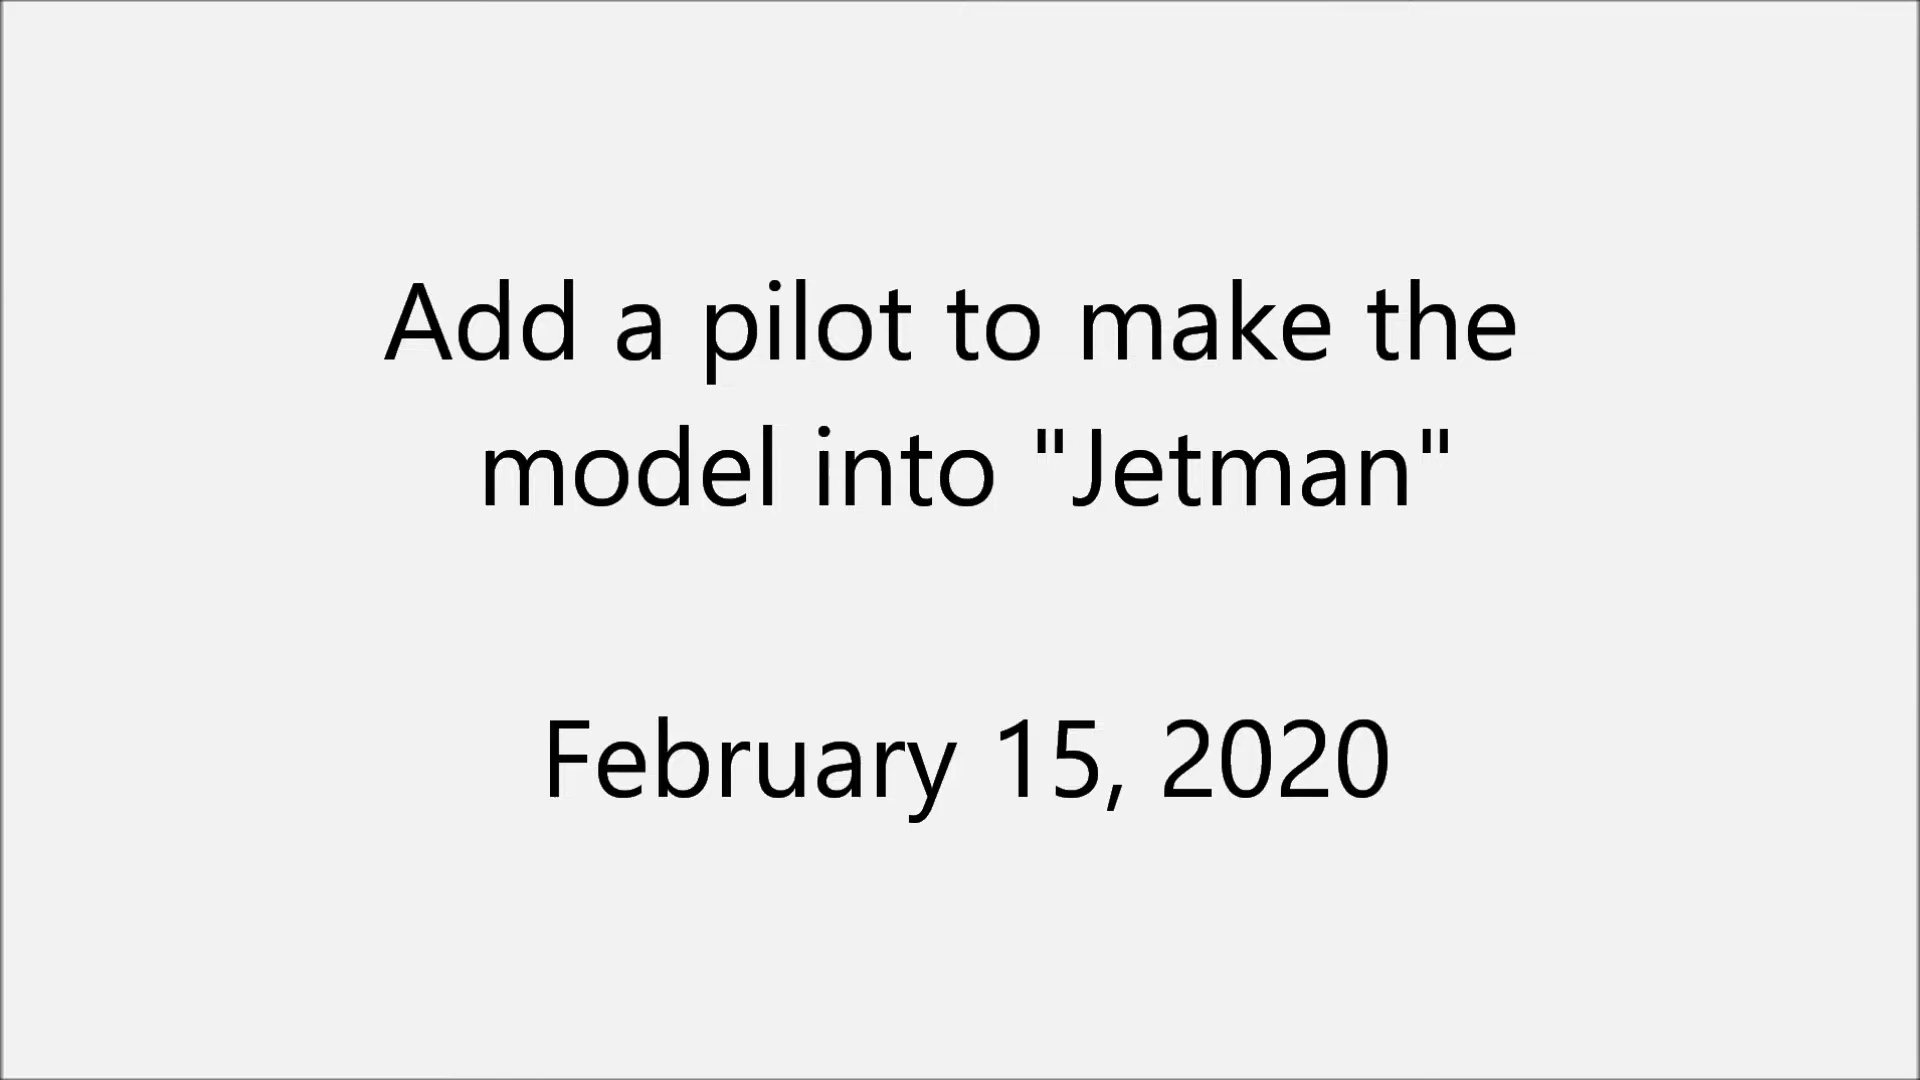 Add a pilot to make the
model into "Jetman"
February 15, 2020